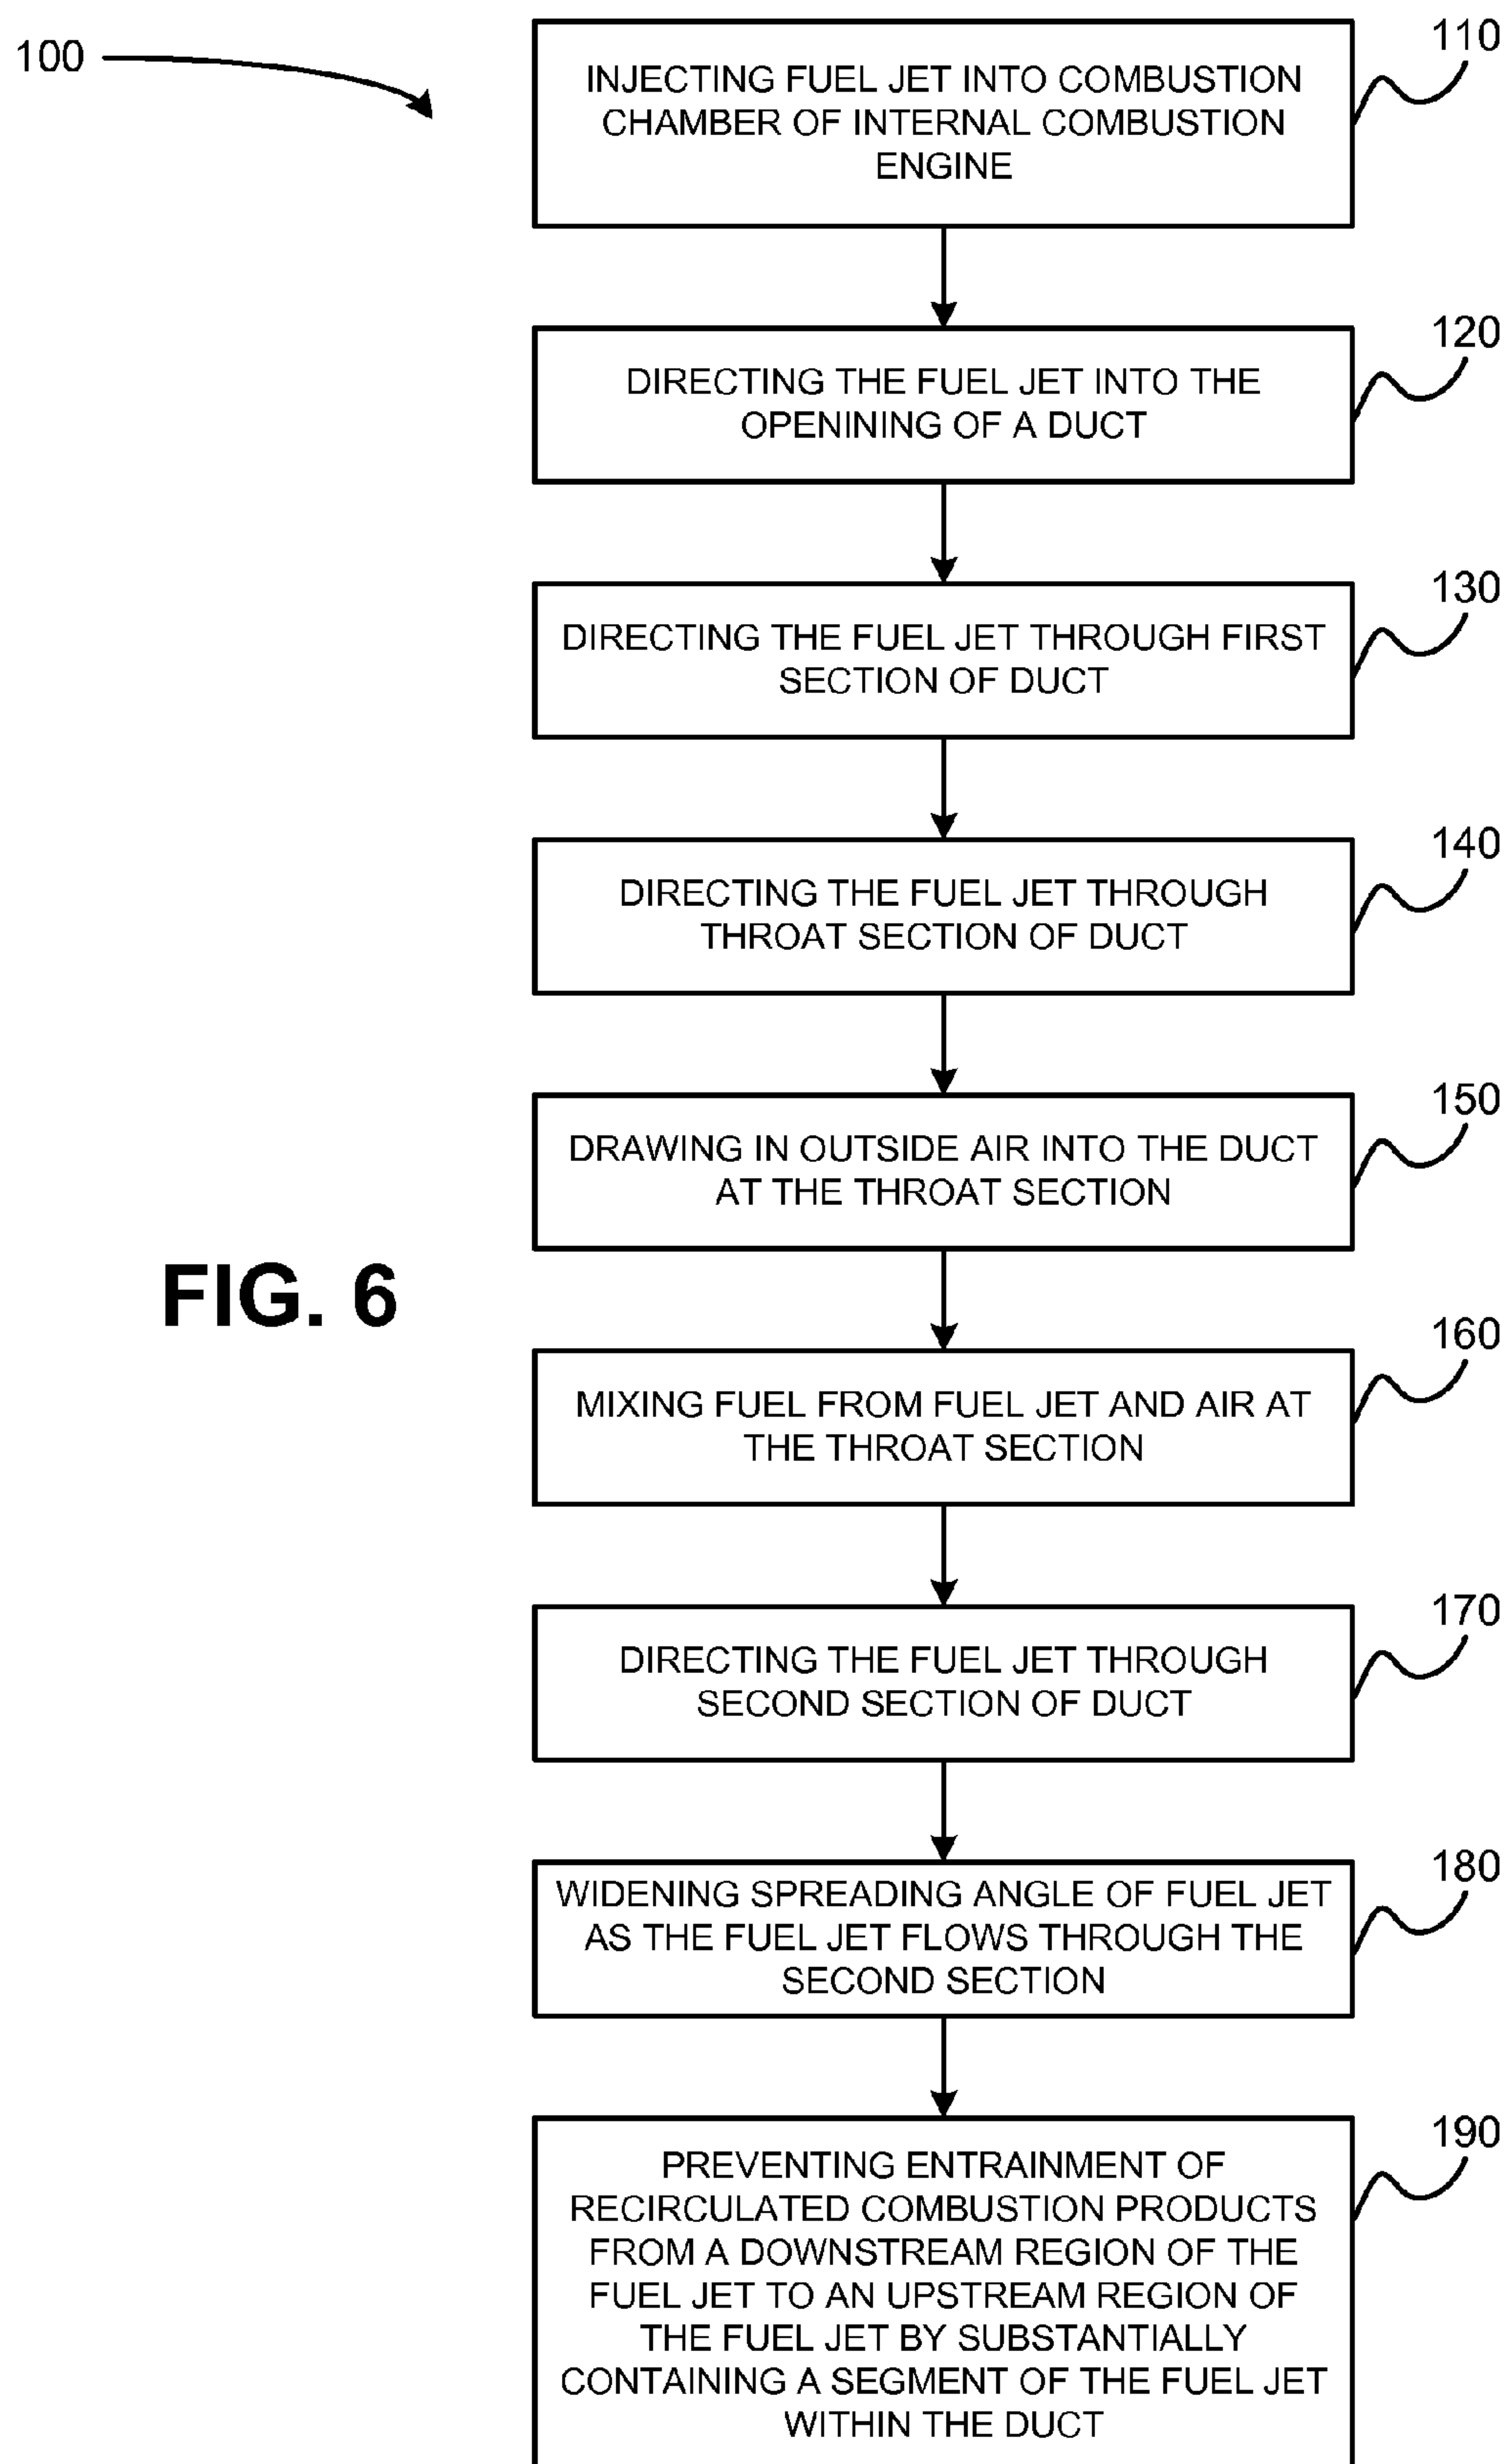 100
110
INJECTING FUEL JET INTO COMBUSTION
CHAMBER OF INTERNAL COMBUSTION
ENGINE
120
DIRECTING THE FUEL JET INTO THE
OPENINING OF A DUCT
130
DIRECTING THE FUEL JET THROUGH FIRST
SECTION OF DUCT
140
DIRECTING THE FUEL JET THROUGH
THROAT SECTION OF DUCT
150
DRAWING IN OUTSIDE AIR INTO THE DUCT
AT THE THROAT SECTION
FIG. 6
160
MIXING FUEL FROM FUEL JET AND AIR AT
THE THROAT SECTION
170
DIRECTING THE FUEL JET THROUGH
SECOND SECTION OF DUCT
180
WIDENING SPREADING ANGLE OF FUEL JET
AS THE FUEL JET FLOWS THROUGH THE
SECOND SECTION
190
PREVENTING ENTRAINMENT OF
RECIRCULATED COMBUSTION PRODUCTS
FROM A DOWNSTREAM REGION OF THE
FUEL JET TO AN UPSTREAM REGION OF
THE FUEL JET BY SUBSTANTIALLY
CONTAINING A SEGMENT OF THE FUEL JET
WITHIN THE DUCT